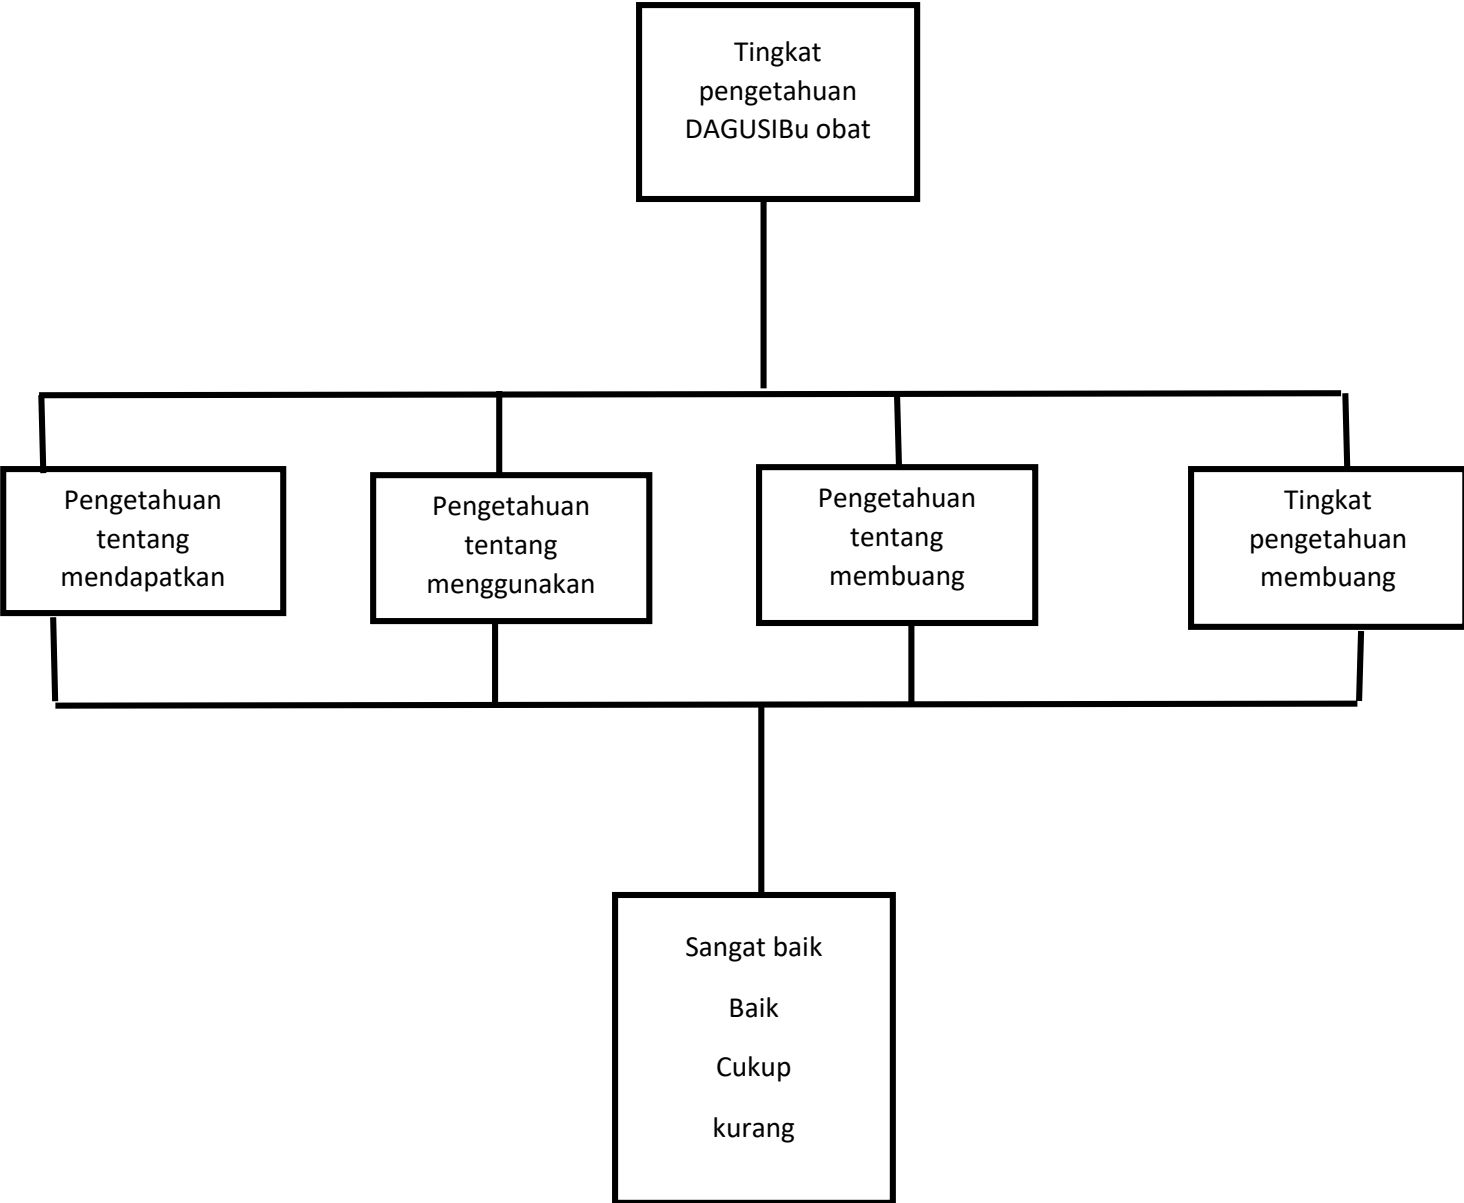 Tingkat
pengetahuan
DAGUSIBu obat
Pengetahuan
tentang
mendapatkan
Pengetahuan
tentang
menggunakan
Pengetahuan
tentang
membuang
Tingkat
pengetahuan
membuang
Sangat baik
Baik
Cukup
kurang